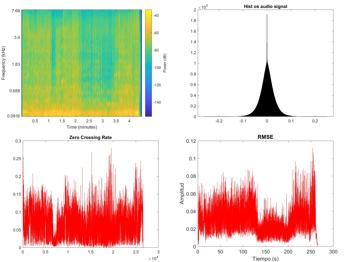 7.69
1.83
0.668
0.0918
Frequency (kHz)
0.5 1 1.5 2 2.5 3 3.5 4
Time (minutes)
-40
-60
-80
-100
-120
-140
Power (dB)
Hist os audio signal
2
1.8
1.6
1.4
1.2
1
0.8
0.6
0.4
0.2
0
-0.2 -0.1 0 0.1 0.2
Zero Crossing Rate
0.3
0.25
0.2
0.15
0.1
0.05
0
0 0.5 1 1.5 2 2.5 3
RMSE
0.12
0.1
0.08
0.06
0.04
0.02
0
Amplitud
0 50 100 150 200 250 300
Tiempo (s)